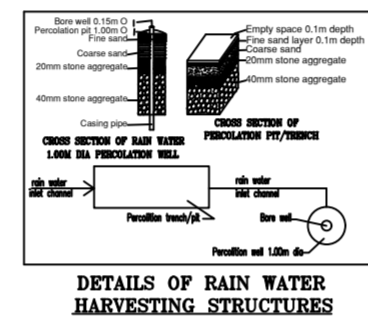 Bore well 0.15m O
Percolation pit 1.00m O
Fine sand
Coarse sand
20mm stone aggregate
40mm stone aggregate
Casing pipe
CROSS SECTION OF RAIN WATER
1.00M DIA PERCOLATION WELL
Empty space 0.1m depth
Fine sand layer 0.1m depth
Coarse sand
20mm stone aggregate
40mm stone aggregate
CROSS SECTION OF
PERCOLATION PIT/TRENCH
rain water
inlet channel
Percolition trench/pit
rain water
inlet channel
Bore well
Percolition well 1.00m dia
DETAILS OF RAIN WATER
HARVESTING STRUCTURES